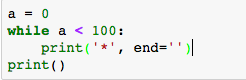 a = 0
while a < 100:
    print('*', end='')
print()